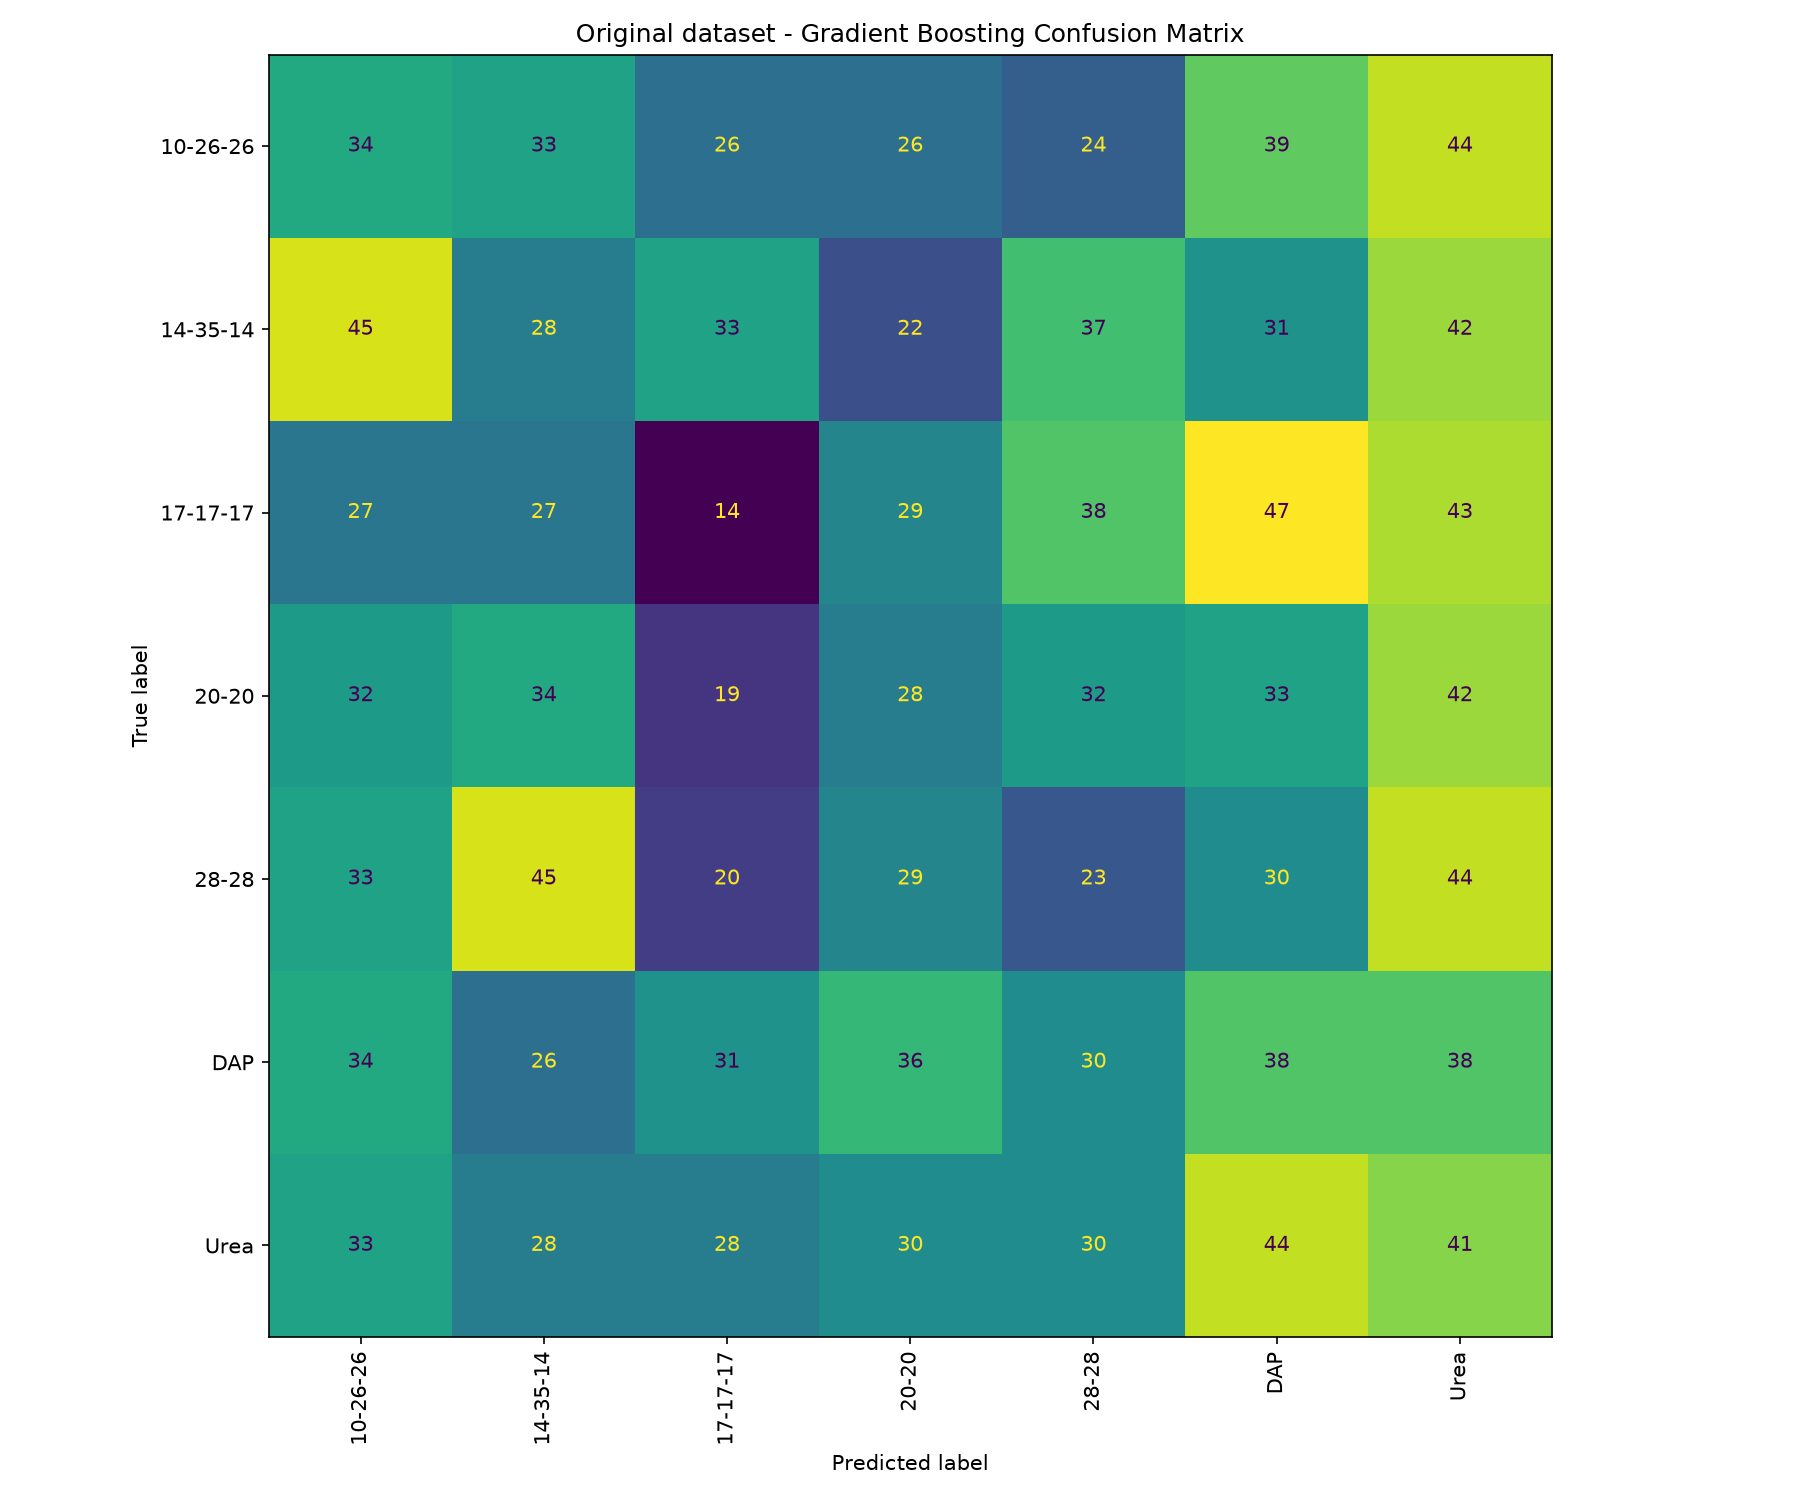 Original dataset - Gradient Boosting Confusion Matrix
10-26-26 34 33 26 26 24 39 44
14-35-14 45 28 33 22 37 31 42
17-17-17 27 27 14 29 38 47 43
True label
20-20 32 34 19 28 32 33 42
28-28 33 45 20 29 23 30 44
DAP 34 26 31 36 30 38 38
Urea 33 28 28 30 30 44 41
10-26-26 14-35-14 17-17-17 20-20 28-28 DAP Urea
Predicted label